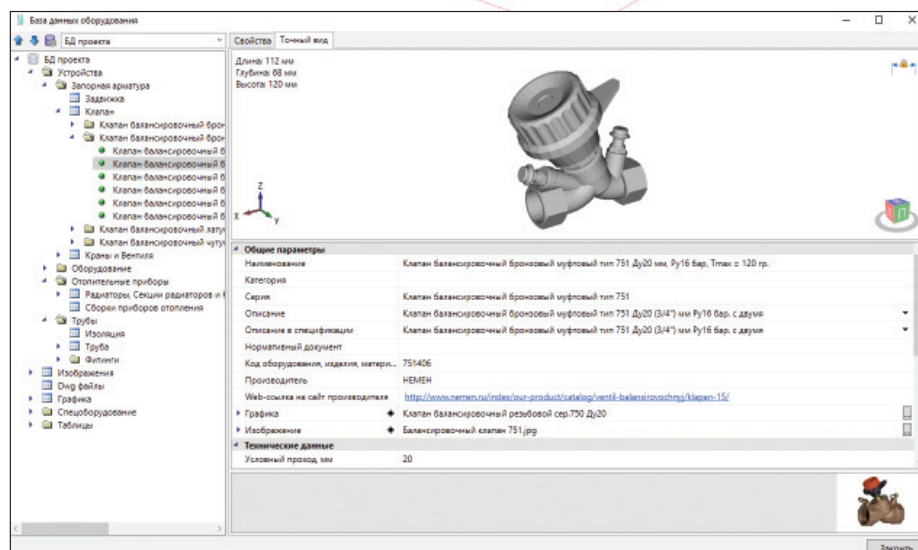 База данных оборудования
БД проекта
Свойства Точный вид
БД проекта
Устройства
Запорная арматура
Задвижка
Клапан
Клапан балансировочный брон
Клапан балансировочный брон
Клапан балансировочный б
Клапан балансировочный б
Клапан балансировочный б
Клапан балансировочный б
Клапан балансировочный б
Клапан балансировочный б
Клапан балансировочный лату
Клапан балансировочный чугу
Краны и Вентиля
Оборудование
Отопительные приборы
Радиаторы, Секции радиаторов и
Сборки приборов отопления
Трубы
Изоляция
Труба
Фитинги
Изображения
Dwg файлы
Графика
Спецоборудование
Таблицы
Длина: 112 мм
Глубина: 68 мм
Высота: 120 мм
Z
X
Y
П
Общие параметры
Наименование Клапан балансировочный бронзовый муфтовый тип 751 Ду20 мм, Ру16 бар, Tmax = 120 гр.
Категория
Серия Клапан балансировочный бронзовый муфтовый тип 751
Описание Клапан балансировочный бронзовый муфтовый тип 751 Ду20 (3/4") мм Ру16 бар. с двумя
Описание в спецификации Клапан балансировочный бронзовый муфтовый тип 751 Ду20 (3/4") мм Ру16 бар. с двумя
Нормативный документ
Код оборудования, изделия, матери... 751406
Производитель НЕМЕН
Web-ссылка на сайт производителя http://www.nemen.ru/index/our-product/catalog/ventil-balansirovochnyj/klapan-15/
Графика Клапан балансировочный резьбовой сер.750 Ду20
Изображение Балансировочный клапан 751.jpg
Технические данные
Условный проход, мм 20
Закрыть